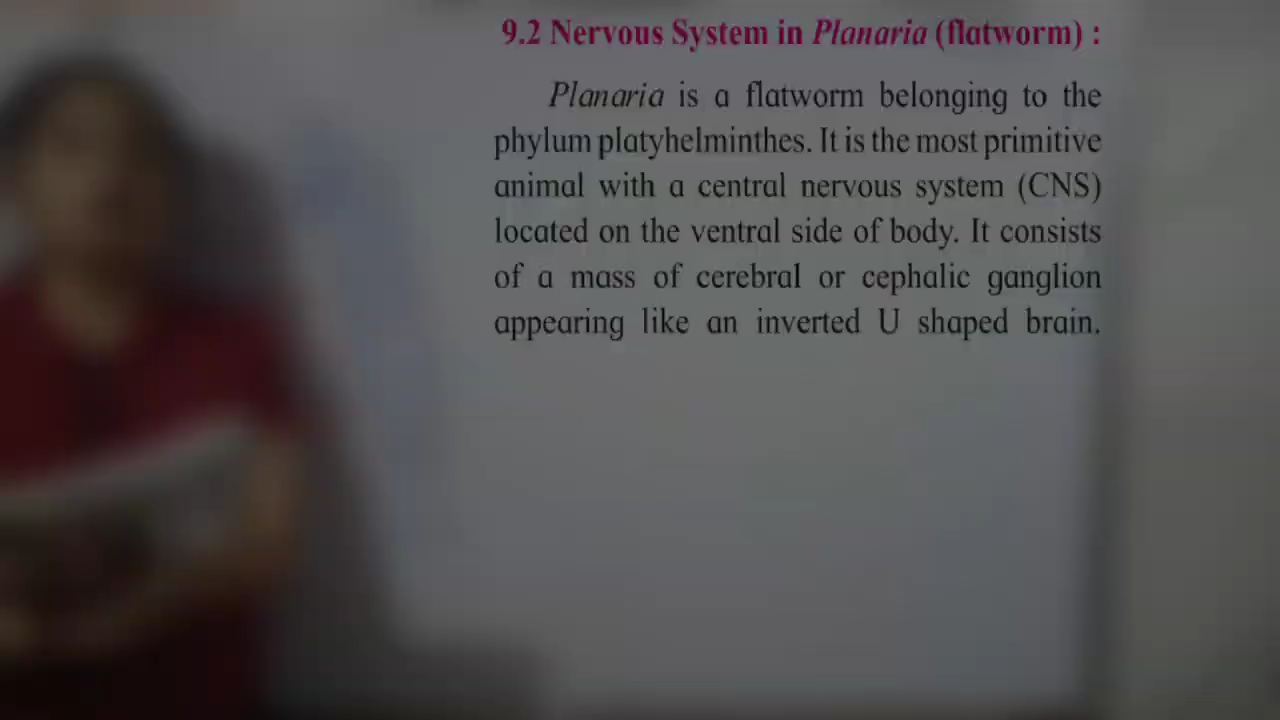 9.2 Nervous System in Planaria (flatworm) :
Planaria is a flatworm belonging to the
phylum platyhelminthes. It is the most primitive
animal with a central nervous system (CNS)
located on the ventral side of body. It consists
of a mass of cerebral or cephalic ganglion
appearing like an inverted U shaped brain.